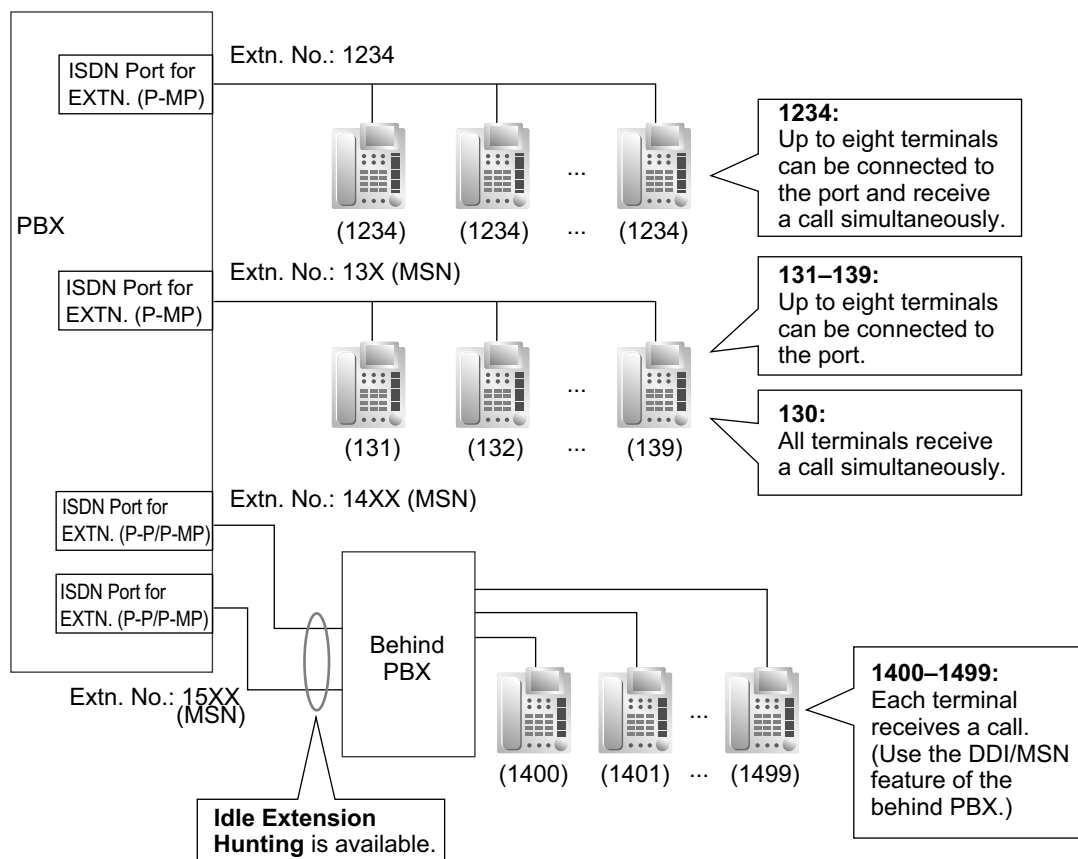 Extn. No.: 1234
ISDN Port for
EXTN. (P-MP)
1234:
Up to eight terminals
can be connected to
the port and receive
a call simultaneously.
...
PBX
(1234)
(1234)
...
(1234)
Extn. No.: 13X (MSN)
ISDN Port for
EXTN. (P-MP)
131–139:
Up to eight terminals
can be connected to
the port.
...
130:
All terminals receive
a call simultaneously.
(131)
(132)
...
(139)
Extn. No.: 14XX (MSN)
ISDN Port for
EXTN. (P-P/P-MP)
ISDN Port for
EXTN. (P-P/P-MP)
Behind
PBX
Extn. No.: 15XX
(MSN)
1400–1499:
Each terminal
receives a call.
(Use the DDI/MSN
feature of the
behind PBX.)
...
(1400)
(1401)
...
(1499)
Idle Extension
Hunting is available.